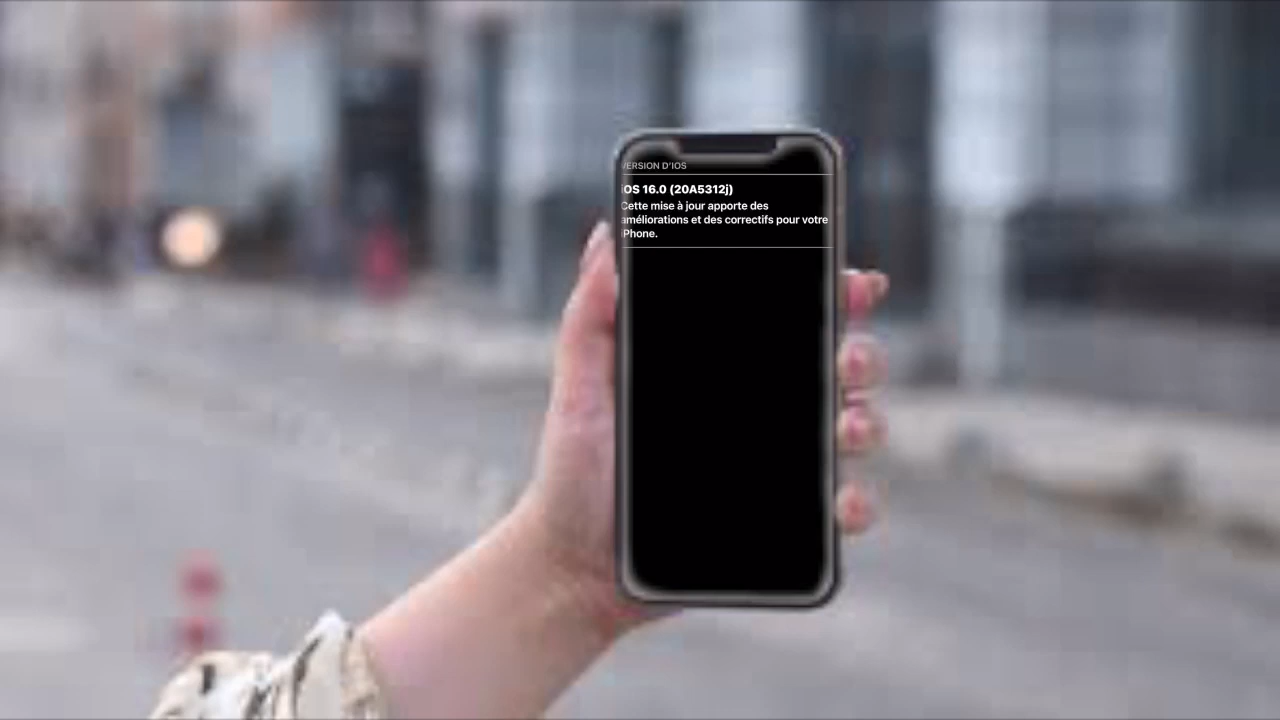 VERSION D'IOS
iOS 16.0 (20A5312j)
Cette mise à jour apporte des
améliorations et des correctifs pour votre
iPhone.